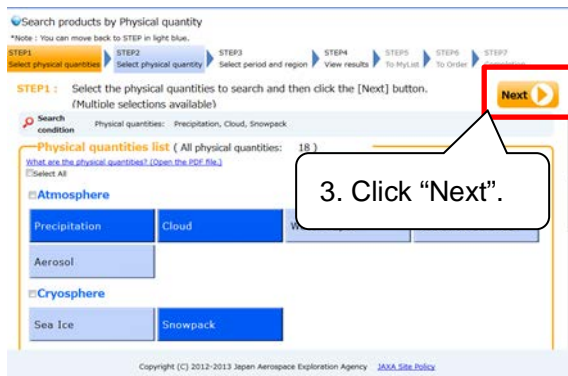 Search products by Physical quantity
*Note : You can move back to STEP in light blue.
STEP1 STEP2 STEP3 STEP4 STEP5 STEP6 STEP7
Select physical quantities Select physical quantity Select period and region View results To MyList To Order Completion
STEP1 : Select the physical quantities to search and then click the [Next] button.
(Multiple selections available)
Next
Search condition Physical quantities: Precipitation, Cloud, Snowpack
Physical quantities list ( All physical quantities: 18 )
What are the physical quantities? (Open the PDF file.)
Select All
3. Click “Next”.
Atmosphere
Precipitation Cloud
Aerosol
Cryosphere
Sea Ice Snowpack
Copyright (C) 2012-2013 Japan Aerospace Exploration Agency JAXA Site Policy